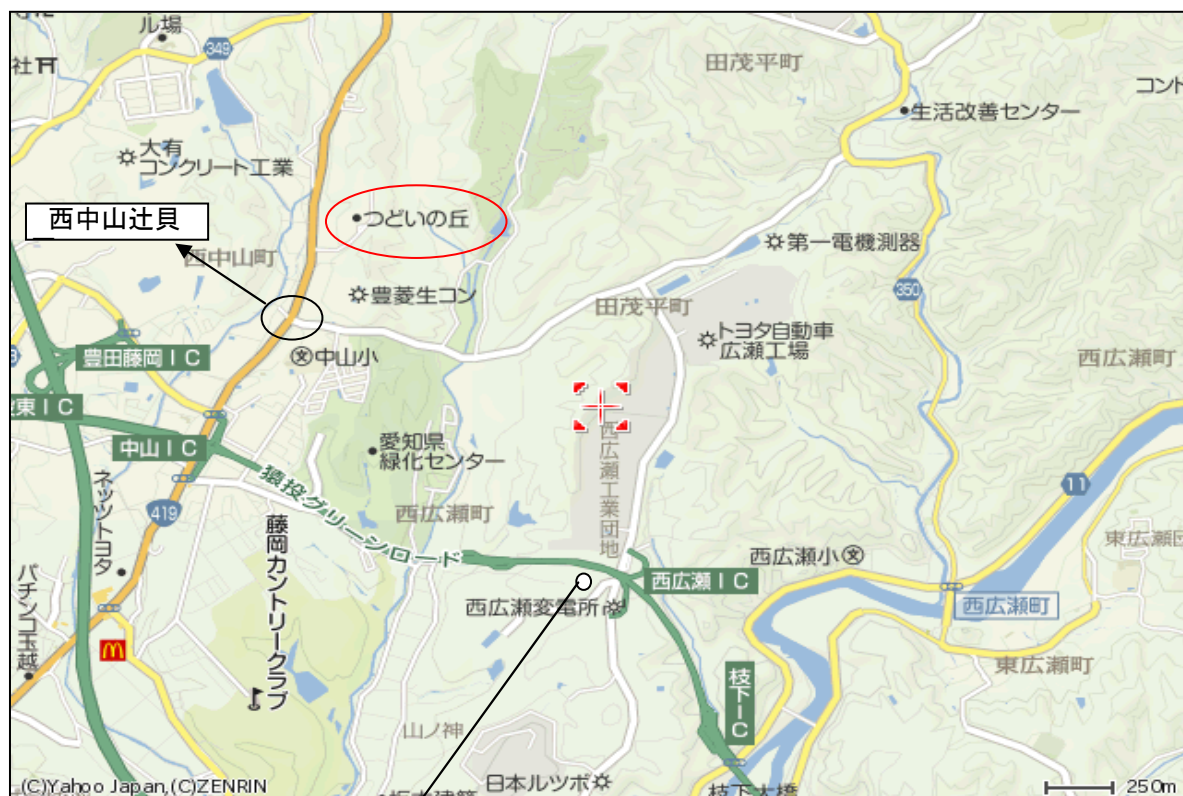 ル場
349
社
田茂平町
コント
生活改善センター
大有
コンクリート工業
西中山辻貝
つどいの丘
第一電機測器
西中山町
豊菱生コン
田茂平町
350
トヨタ自動車
広瀬工場
豊田藤岡IC
中山小
西広瀬町
東IC
中山IC
愛知県
緑化センター
西広瀬工業団地
猿投グリーンロード
ネッツトヨタ
419
11
西広瀬町
藤岡カントリークラブ
東広瀬団
西広瀬小
西広瀬IC
パチンコ玉越
西広瀬変電所
西広瀬町
東広瀬町
枝下IC
山ノ神
日本ルツボ
枝下大橋
(C)Yahoo Japan,(C)ZENRIN
250m